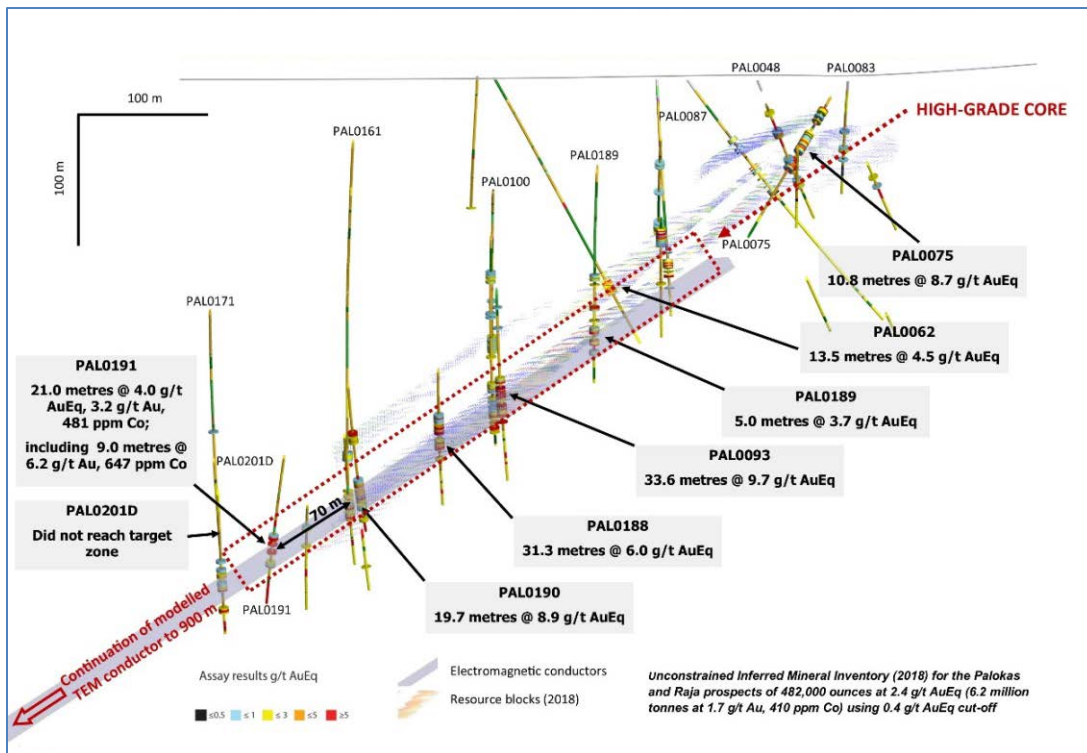 PAL0048
PAL0083
100 m
100 m
PAL0161
PAL0087
HIGH-GRADE CORE
PAL0189
PAL0100
PAL0075
PAL0075
10.8 metres @ 8.7 g/t AuEq
PAL0171
PAL0062
13.5 metres @ 4.5 g/t AuEq
PAL0191
21.0 metres @ 4.0 g/t
AuEq, 3.2 g/t Au,
481 ppm Co;
including 9.0 metres @
6.2 g/t Au, 647 ppm Co
PAL0189
5.0 metres @ 3.7 g/t AuEq
PAL0201D
PAL0093
33.6 metres @ 9.7 g/t AuEq
PAL0201D
Did not reach target
zone
70 m
PAL0188
31.3 metres @ 6.0 g/t AuEq
PAL0191
PAL0190
19.7 metres @ 8.9 g/t AuEq
Continuation of modelled
TEM conductor to 900 m
Assay results g/t AuEq
≤0.5 ≤ 1 ≤ 3 ≤5 ≥5
Electromagnetic conductors
Resource blocks (2018)
Unconstrained Inferred Mineral Inventory (2018) for the Palokas
and Raja prospects of 482,000 ounces at 2.4 g/t AuEq (6.2 million
tonnes at 1.7 g/t Au, 410 ppm Co) using 0.4 g/t AuEq cut-off